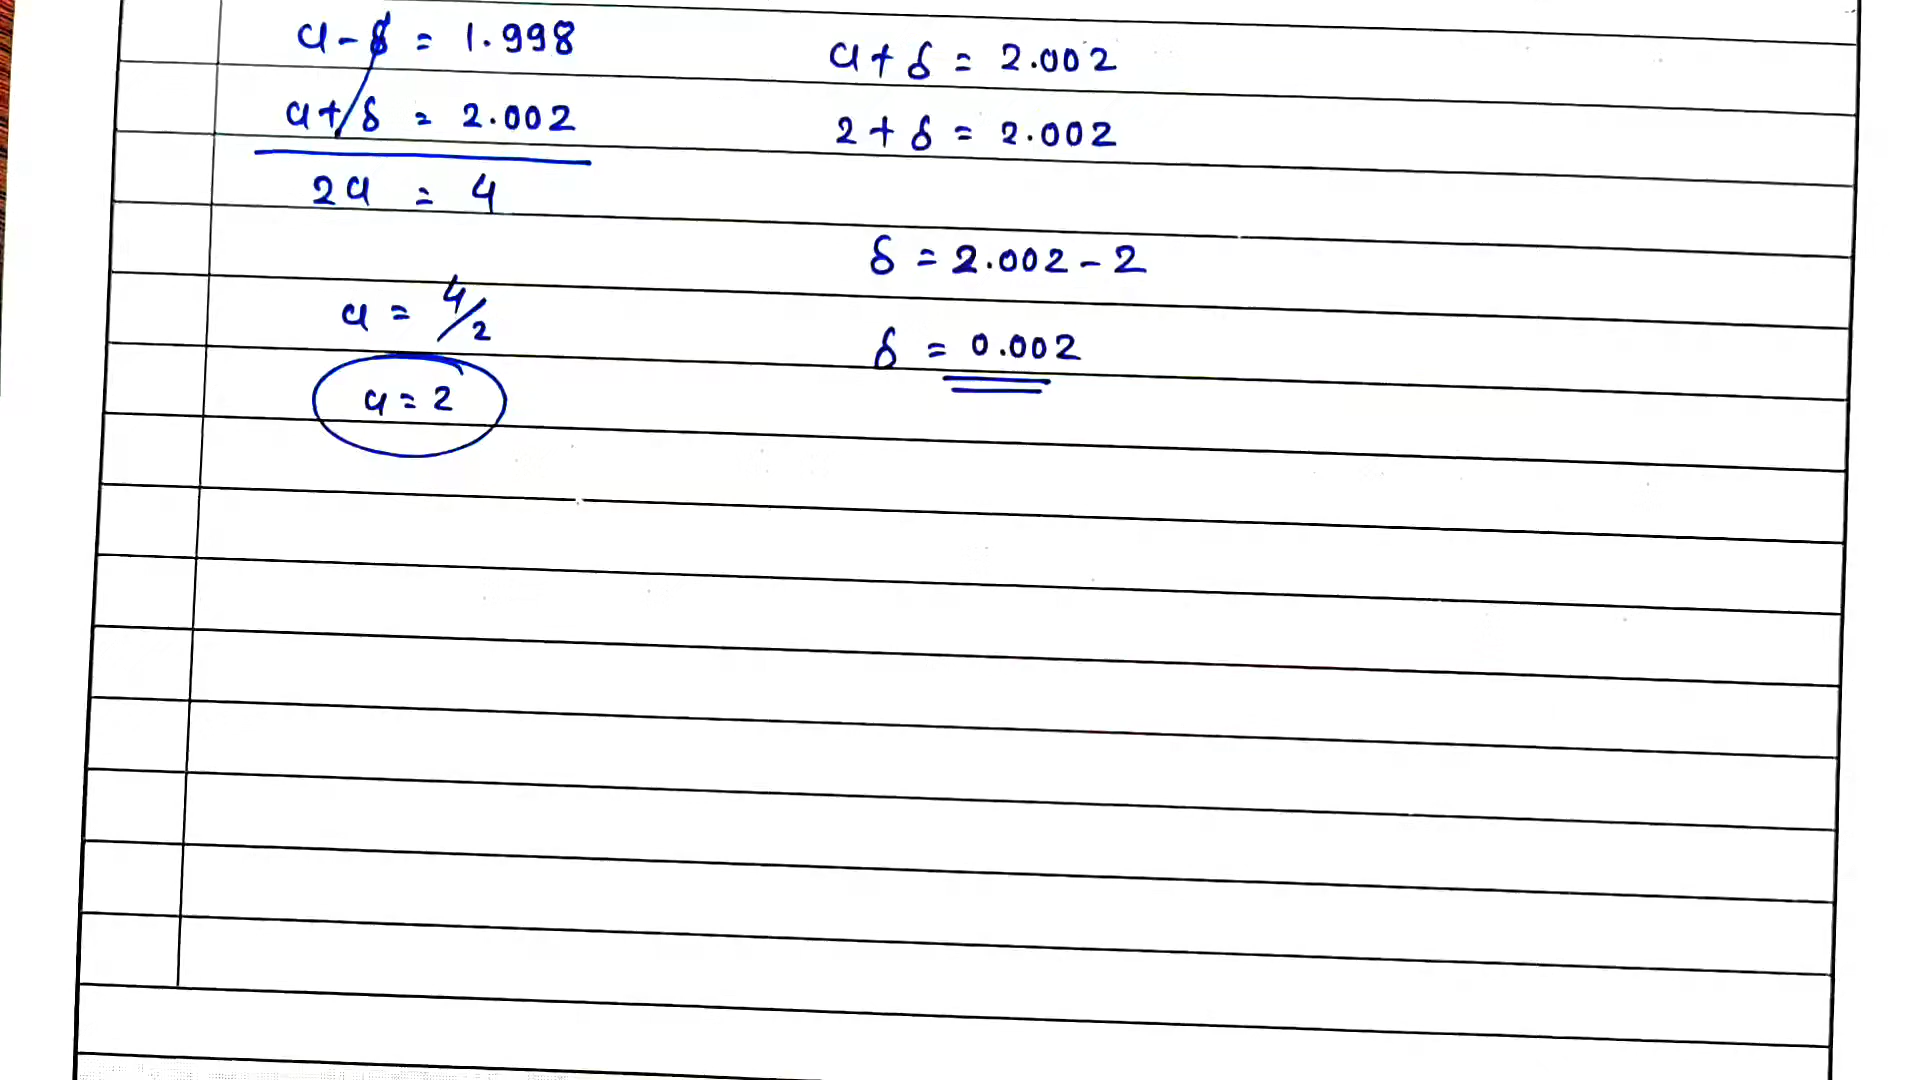 a - δ = 1.998
a + δ = 2.002
2a = 4
a = 4/2
a = 2
a + δ = 2.002
2 + δ = 2.002
δ = 2.002 - 2
δ = 0.002